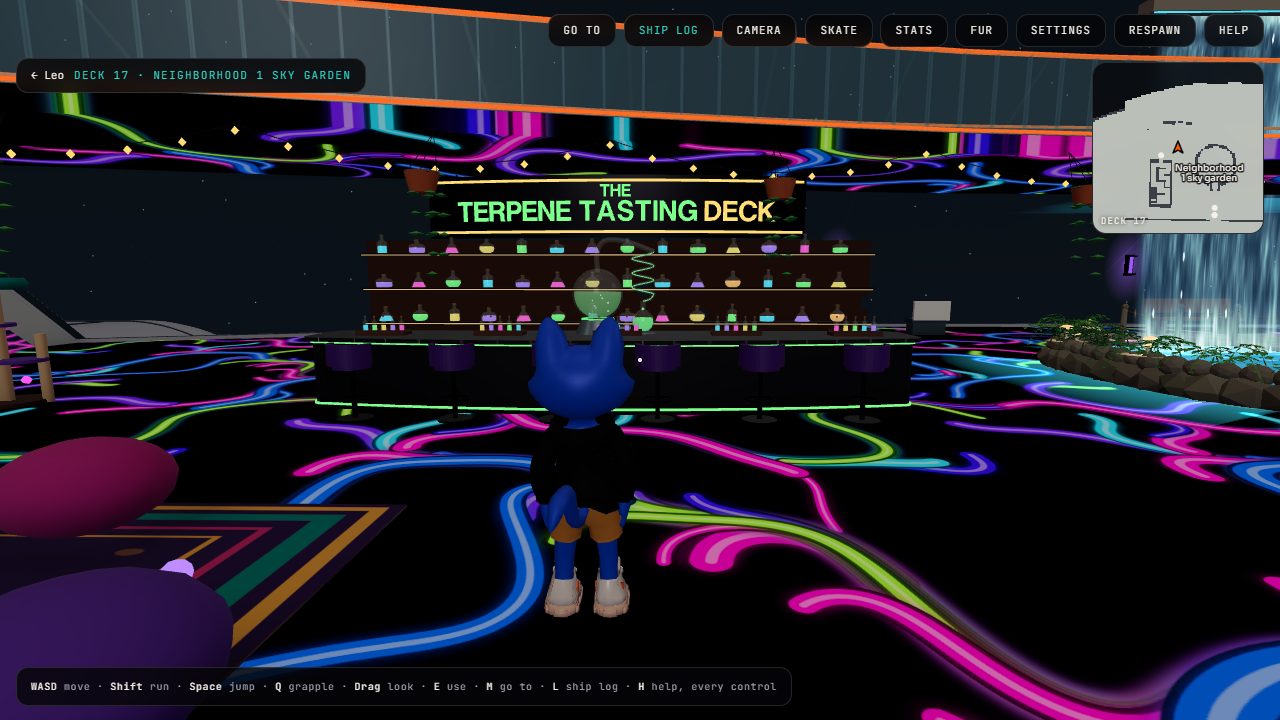 GO TO
SHIP LOG
CAMERA
SKATE
STATS
FUR
SETTINGS
RESPAWN
HELP
← Leo DECK 17 · NEIGHBORHOOD 1 SKY GARDEN
Neighborhood
1 sky garden
DECK 17
THE
TERPENE TASTING DECK
WASD move · Shift run · Space jump · Q grapple · Drag look · E use · M go to · L ship log · H help, every control